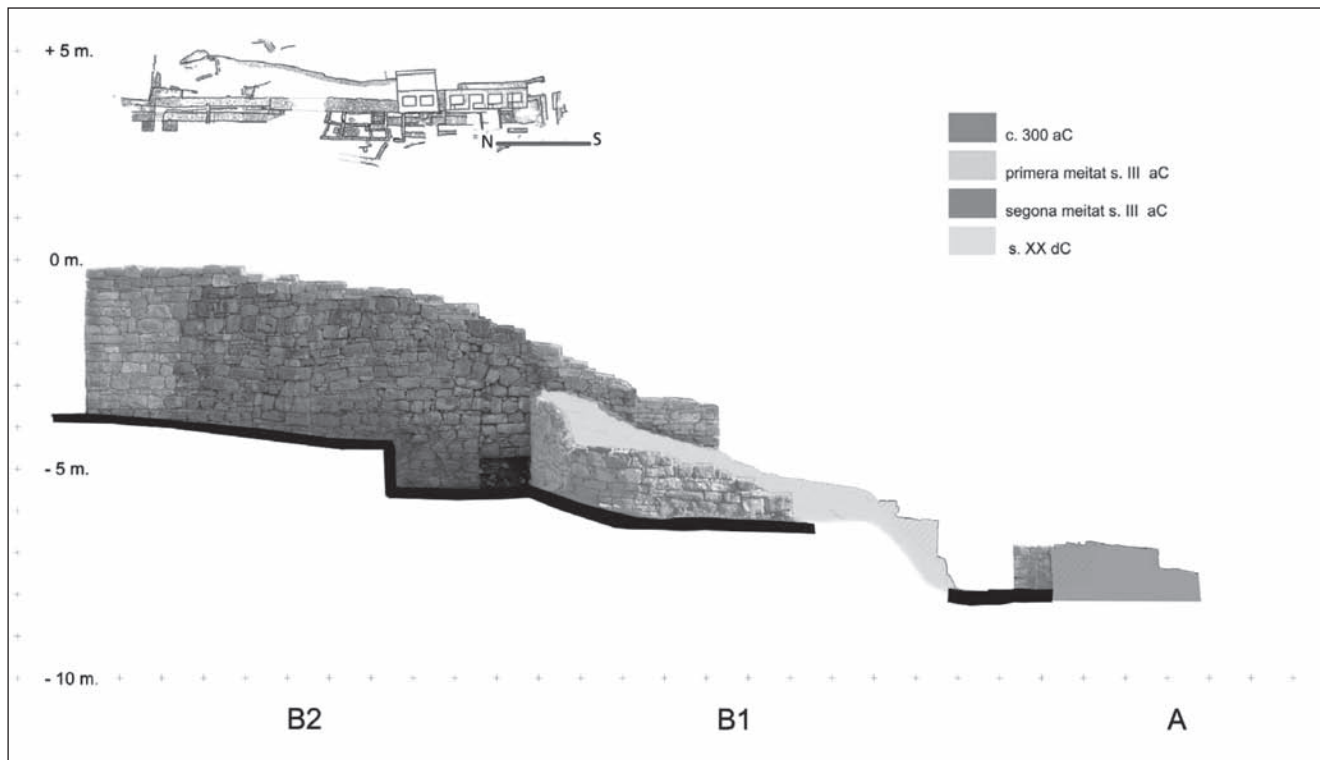 + 5 m.
N S
c. 300 aC
primera meitat s. III aC
segona meitat s. III aC
s. XX dC
0 m.
- 5 m.
- 10 m.
B2 B1 A